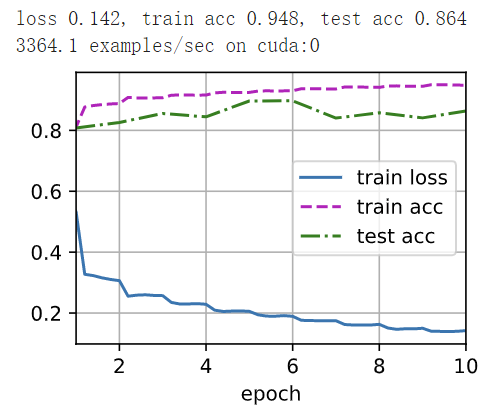 loss 0.142, train acc 0.948, test acc 0.864
3364.1 examples/sec on cuda:0
0.8
0.6
0.4
0.2
train loss
train acc
test acc
2 4 6 8 10
epoch